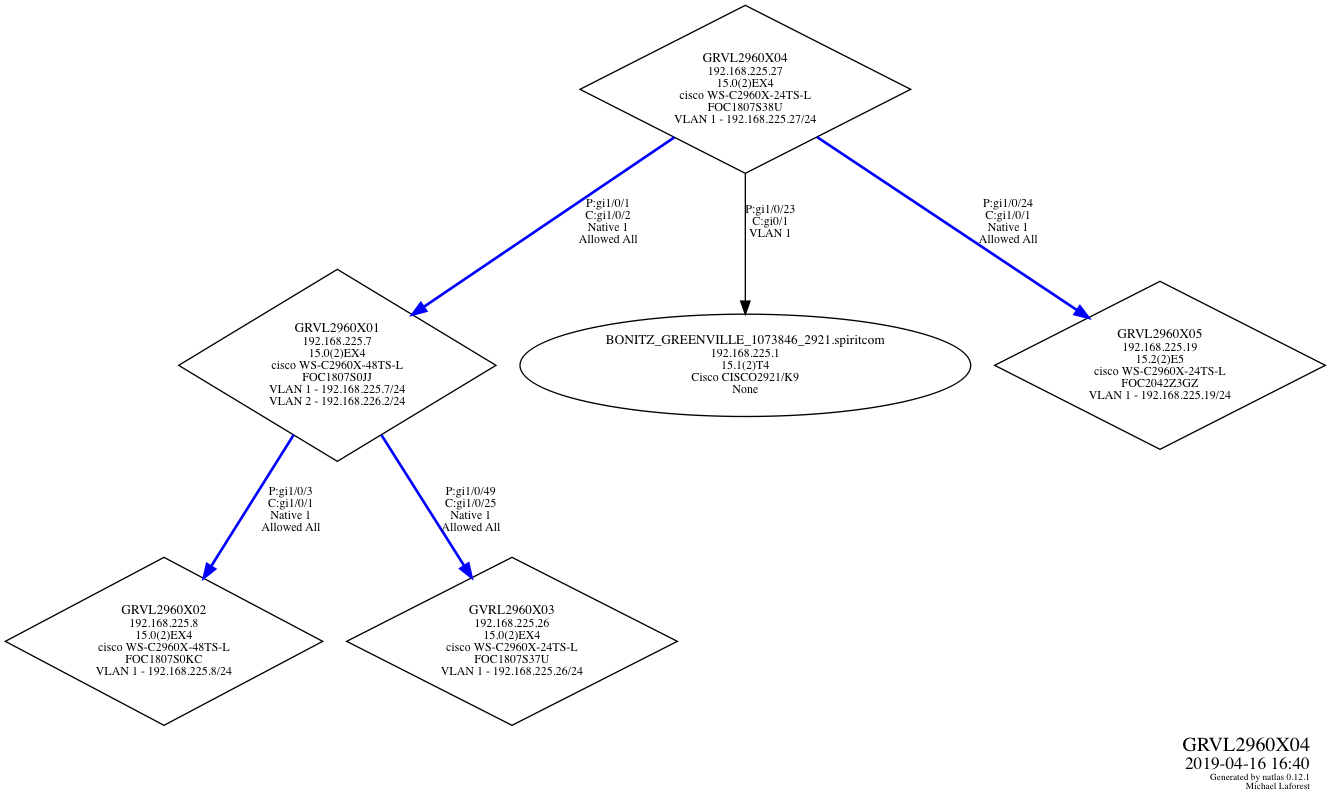 GRVL2960X04
192.168.225.27
15.0(2)EX4
cisco WS-C2960X-24TS-L
FOC1807S38U
VLAN 1 - 192.168.225.27/24
P:gi1/0/1
C:gi1/0/2
Native 1
Allowed All
P:gi1/0/23
C:gi0/1
VLAN 1
P:gi1/0/24
C:gi1/0/1
Native 1
Allowed All
GRVL2960X01
192.168.225.7
15.0(2)EX4
cisco WS-C2960X-48TS-L
FOC1807S0JJ
VLAN 1 - 192.168.225.7/24
VLAN 2 - 192.168.226.2/24
BONITZ_GREENVILLE_1073846_2921.spiritcom
192.168.225.1
15.1(2)T4
Cisco CISCO2921/K9
None
GRVL2960X05
192.168.225.19
15.2(2)E5
cisco WS-C2960X-24TS-L
FOC2042Z3GZ
VLAN 1 - 192.168.225.19/24
P:gi1/0/3
C:gi1/0/1
Native 1
Allowed All
P:gi1/0/49
C:gi1/0/25
Native 1
Allowed All
GRVL2960X02
192.168.225.8
15.0(2)EX4
cisco WS-C2960X-48TS-L
FOC1807S0KC
VLAN 1 - 192.168.225.8/24
GVRL2960X03
192.168.225.26
15.0(2)EX4
cisco WS-C2960X-24TS-L
FOC1807S37U
VLAN 1 - 192.168.225.26/24
GRVL2960X04
2019-04-16 16:40
Generated by natlas 0.12.1
Michael Laforest